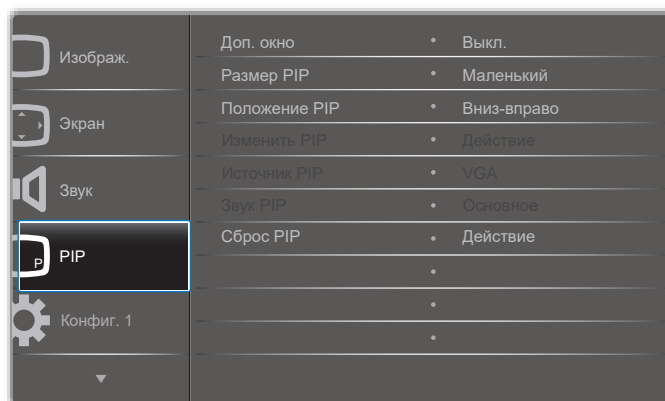 Изображ.
Экран
Звук
P
PIP
Конфиг. 1
Доп. окно • Выкл.
Размер PIP • Маленький
Положение PIP • Вниз-вправо
Изменить PIP • Действие
Источник PIP • VGA
Звук PIP • Основное
Сброс PIP • Действие